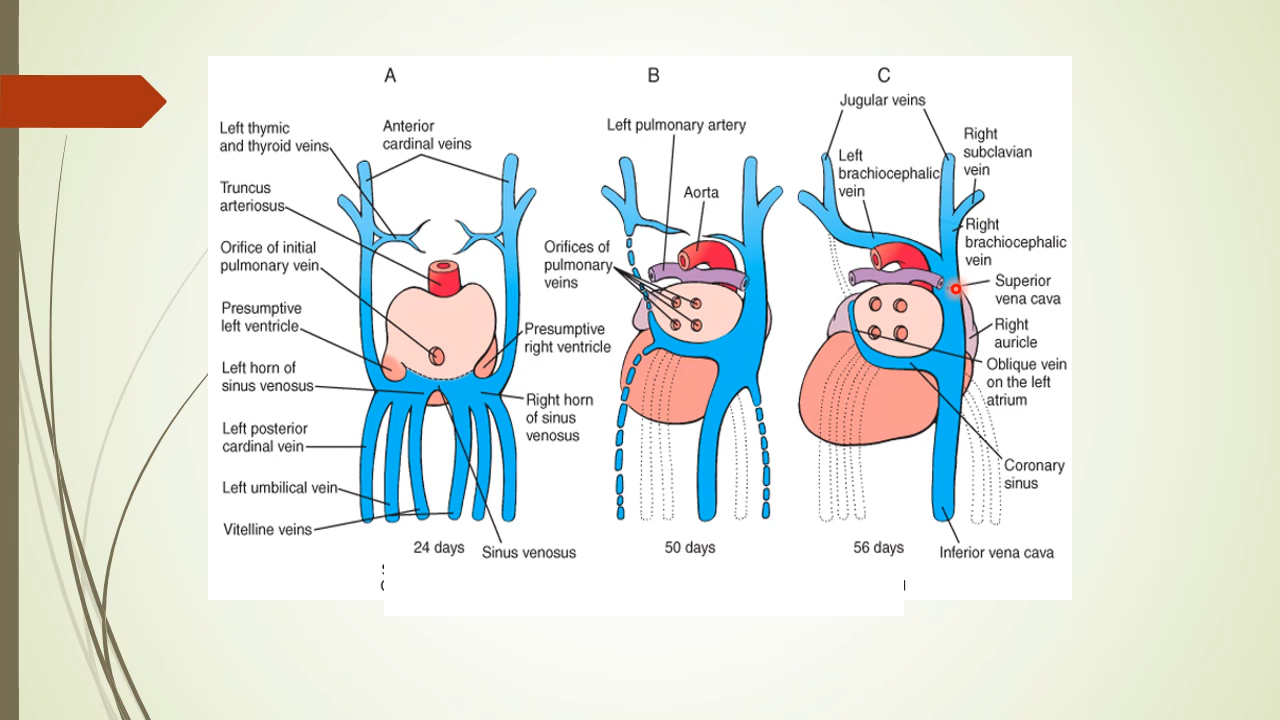 A
Left thymic
and thyroid veins
Anterior
cardinal veins
Truncus
arteriosus
Orifice of initial
pulmonary vein
Presumptive
left ventricle
Left horn of
sinus venosus
Left posterior
cardinal vein
Left umbilical vein
Vitelline veins
Presumptive
right ventricle
Right horn
of sinus
venosus
24 days
Sinus venosus
B
Left pulmonary artery
Aorta
Orifices of
pulmonary
veins
50 days
C
Jugular veins
Left
brachiocephalic
vein
Right
subclavian
vein
Right
brachiocephalic
vein
Superior
vena cava
Right
auricle
Oblique vein
on the left
atrium
Coronary
sinus
56 days
Inferior vena cava